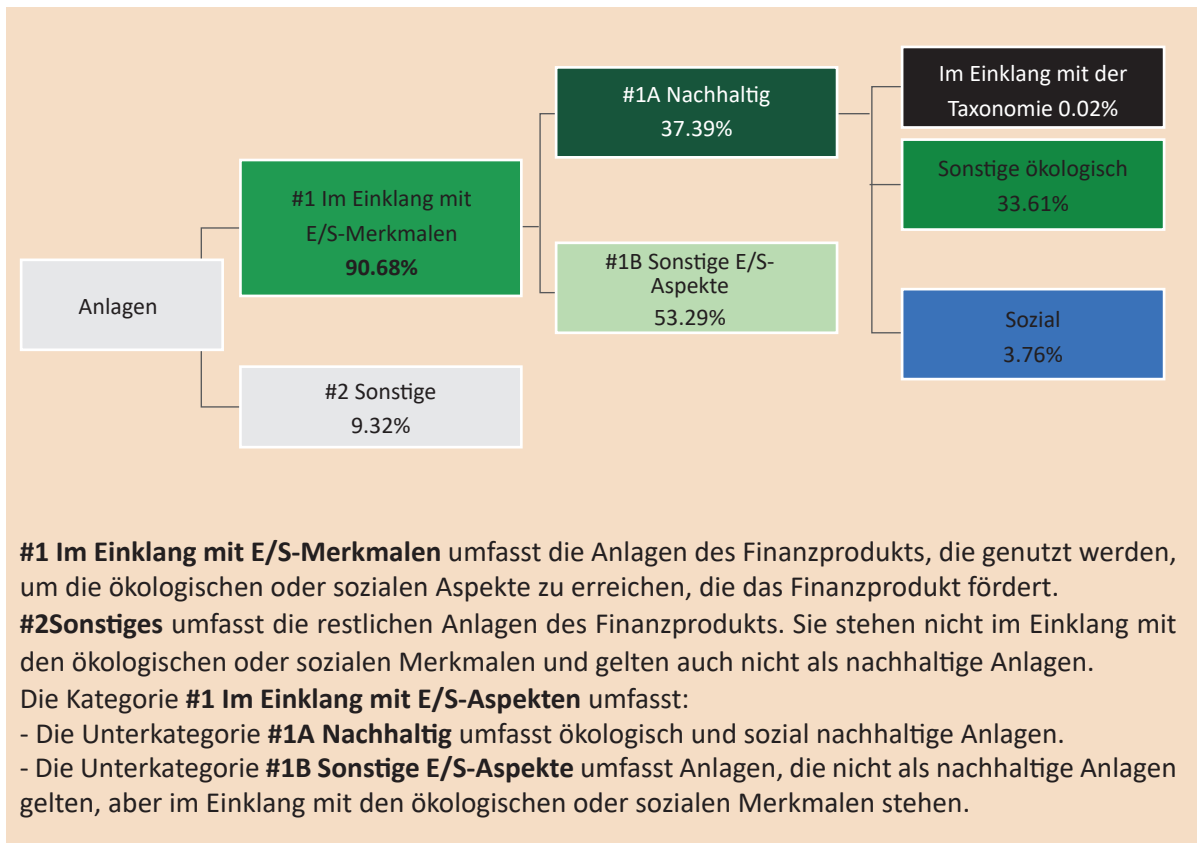 Anlagen
#1 Im Einklang mit
E/S-Merkmalen
90.68%
#2 Sonstige
9.32%
#1A Nachhaltig
37.39%
#1B Sonstige E/S-
Aspekte
53.29%
Im Einklang mit der
Taxonomie 0.02%
Sonstige ökologisch
33.61%
Sozial
3.76%
#1 Im Einklang mit E/S-Merkmalen umfasst die Anlagen des Finanzprodukts, die genutzt werden,
um die ökologischen oder sozialen Aspekte zu erreichen, die das Finanzprodukt fördert.
#2Sonstiges umfasst die restlichen Anlagen des Finanzprodukts. Sie stehen nicht im Einklang mit
den ökologischen oder sozialen Merkmalen und gelten auch nicht als nachhaltige Anlagen.
Die Kategorie #1 Im Einklang mit E/S-Aspekten umfasst:
- Die Unterkategorie #1A Nachhaltig umfasst ökologisch und sozial nachhaltige Anlagen.
- Die Unterkategorie #1B Sonstige E/S-Aspekte umfasst Anlagen, die nicht als nachhaltige Anlagen
gelten, aber im Einklang mit den ökologischen oder sozialen Merkmalen stehen.